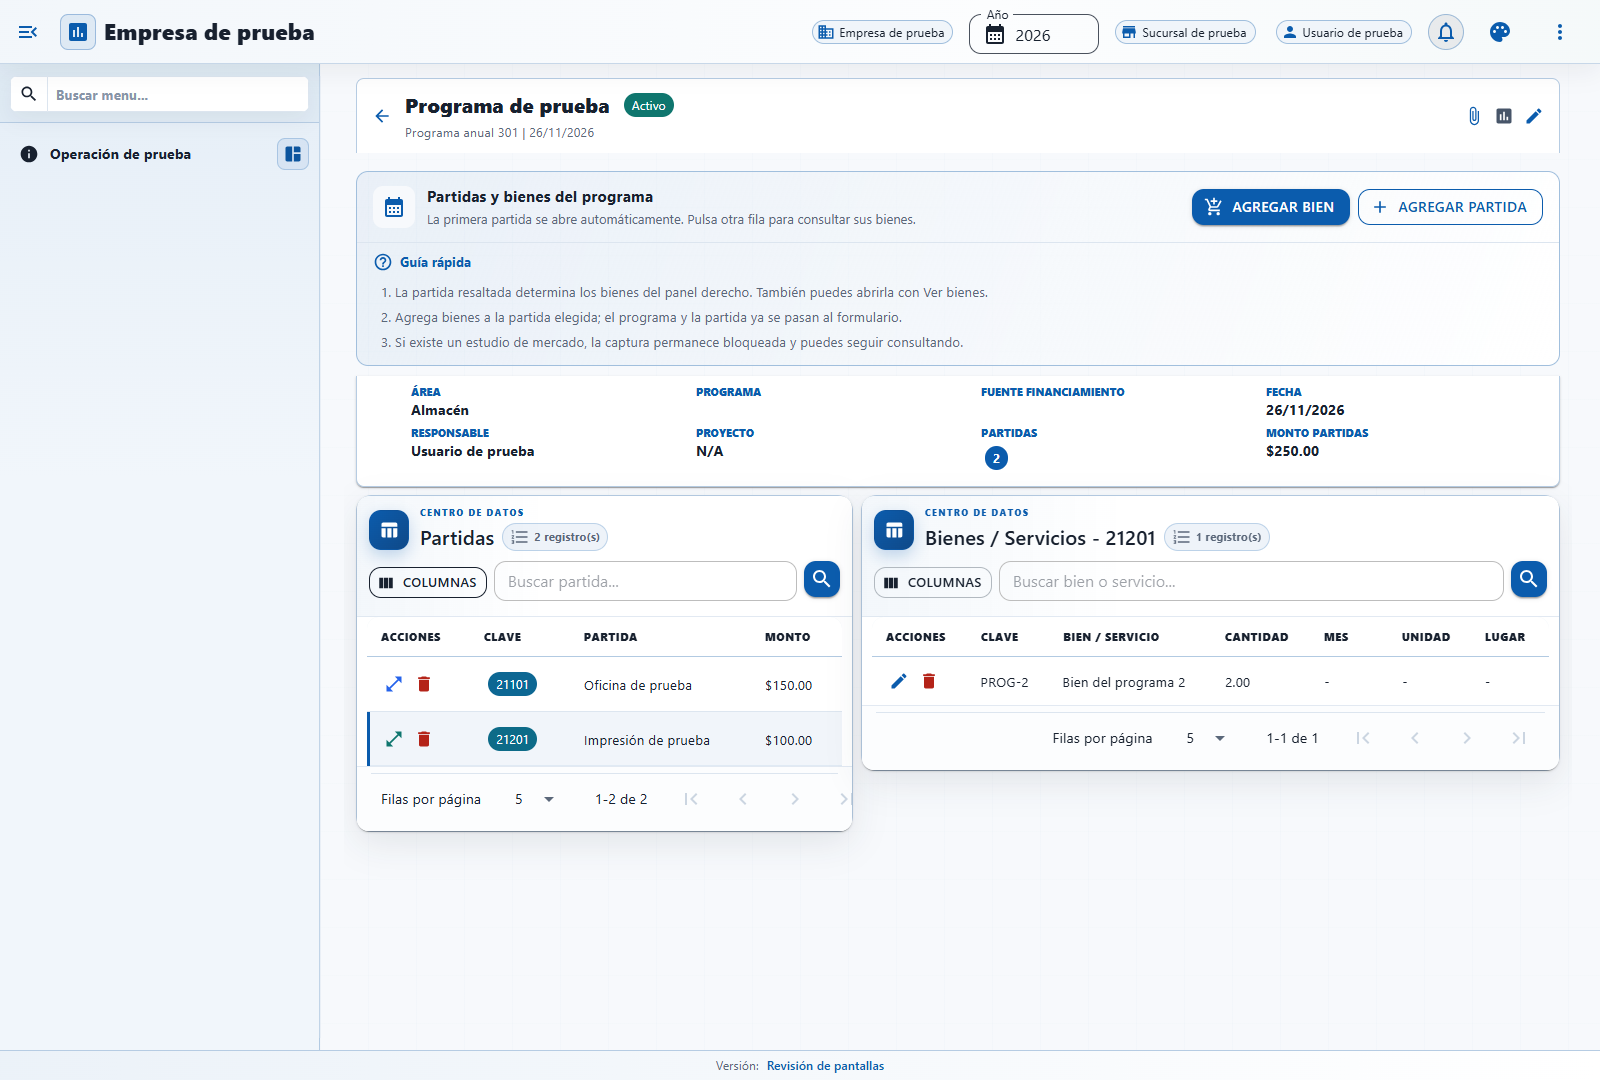 Empresa de prueba
Empresa de prueba
Año
2026
Sucursal de prueba
Usuario de prueba
Buscar menu...
Operación de prueba
Programa de prueba
Activo
Programa anual 301 | 26/11/2026
Partidas y bienes del programa
La primera partida se abre automáticamente. Pulsa otra fila para consultar sus bienes.
AGREGAR BIEN
AGREGAR PARTIDA
Guía rápida
1. La partida resaltada determina los bienes del panel derecho. También puedes abrirla con Ver bienes.
2. Agrega bienes a la partida elegida; el programa y la partida ya se pasan al formulario.
3. Si existe un estudio de mercado, la captura permanece bloqueada y puedes seguir consultando.
ÁREA
Almacén
PROGRAMA
FUENTE FINANCIAMIENTO
FECHA
26/11/2026
RESPONSABLE
Usuario de prueba
PROYECTO
N/A
PARTIDAS
2
MONTO PARTIDAS
$250.00
CENTRO DE DATOS
Partidas
2 registro(s)
COLUMNAS
Buscar partida...
ACCIONES CLAVE PARTIDA MONTO
21101 Oficina de prueba $150.00
21201 Impresión de prueba $100.00
Filas por página 5 1-2 de 2
CENTRO DE DATOS
Bienes / Servicios - 21201
1 registro(s)
COLUMNAS
Buscar bien o servicio...
ACCIONES CLAVE BIEN / SERVICIO CANTIDAD MES UNIDAD LUGAR
PROG-2 Bien del programa 2 2.00 - - -
Filas por página 5 1-1 de 1
Versión: Revisión de pantallas